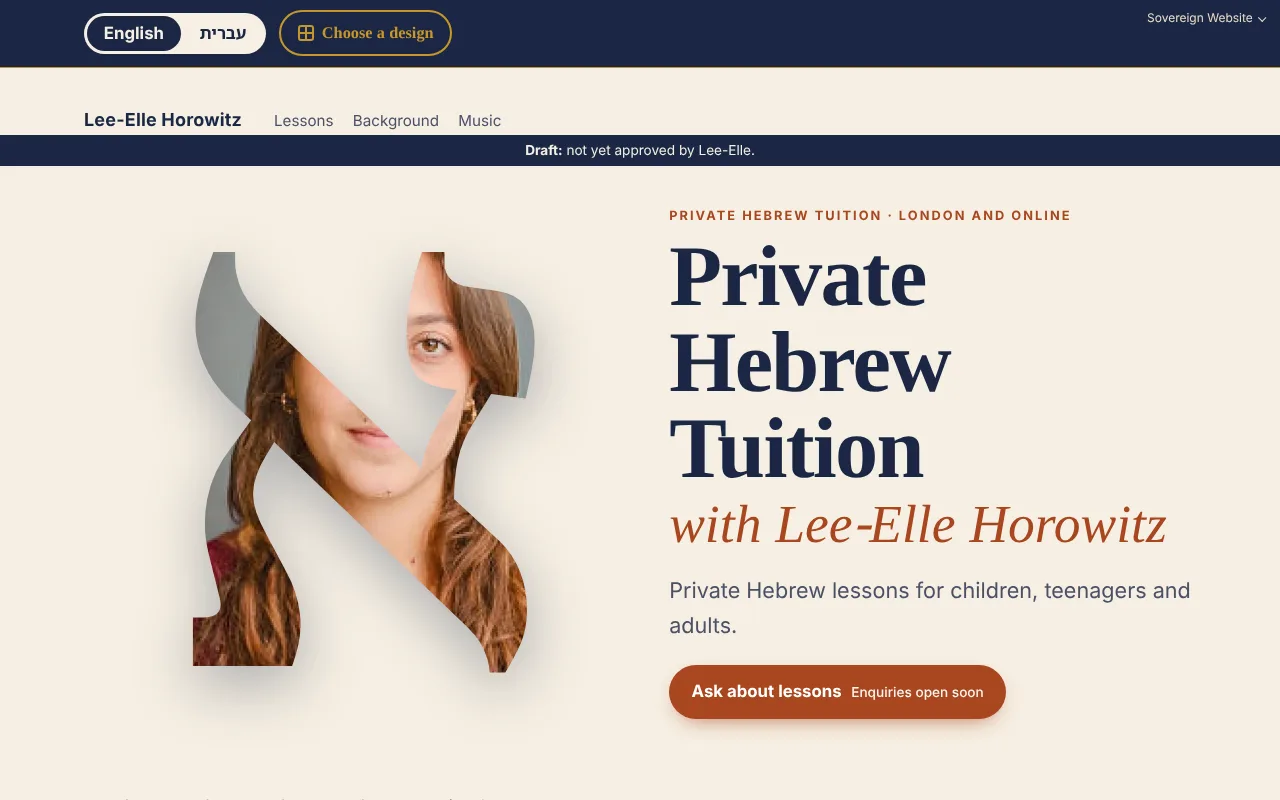 English
עברית
Choose a design
Sovereign Website
Lee-Elle Horowitz
Lessons
Background
Music
Draft: not yet approved by Lee-Elle.
PRIVATE HEBREW TUITION · LONDON AND ONLINE
א
Private
Hebrew
Tuition
with Lee-Elle Horowitz
Private Hebrew lessons for children, teenagers and
adults.
Ask about lessons Enquiries open soon